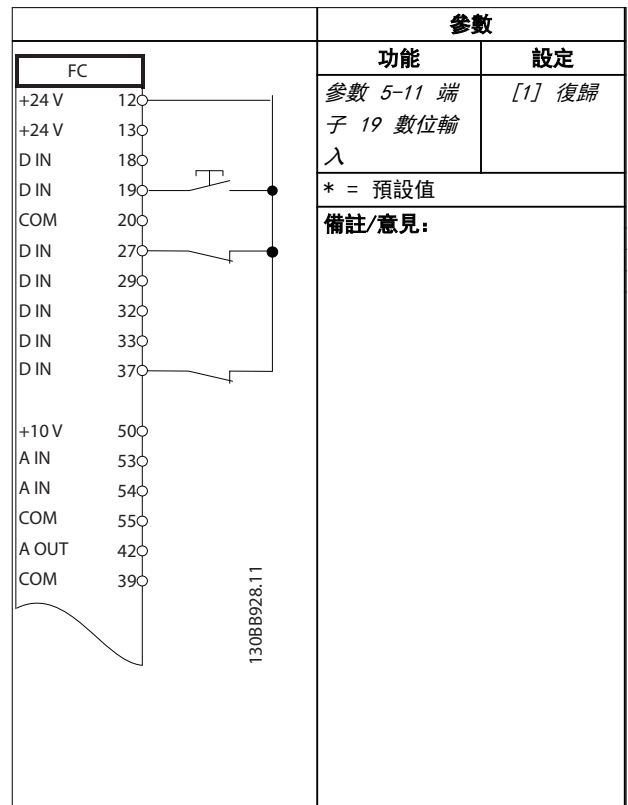 參數
功能 設定
參數 5-11 端
子 19 數位輸
入
[1] 復歸
* = 預設值
備註/意見:
FC
+24 V 12
+24 V 13
D IN 18
D IN 19
COM 20
D IN 27
D IN 29
D IN 32
D IN 33
D IN 37
+10 V 50
A IN 53
A IN 54
COM 55
A OUT 42
COM 39
130BB928.11